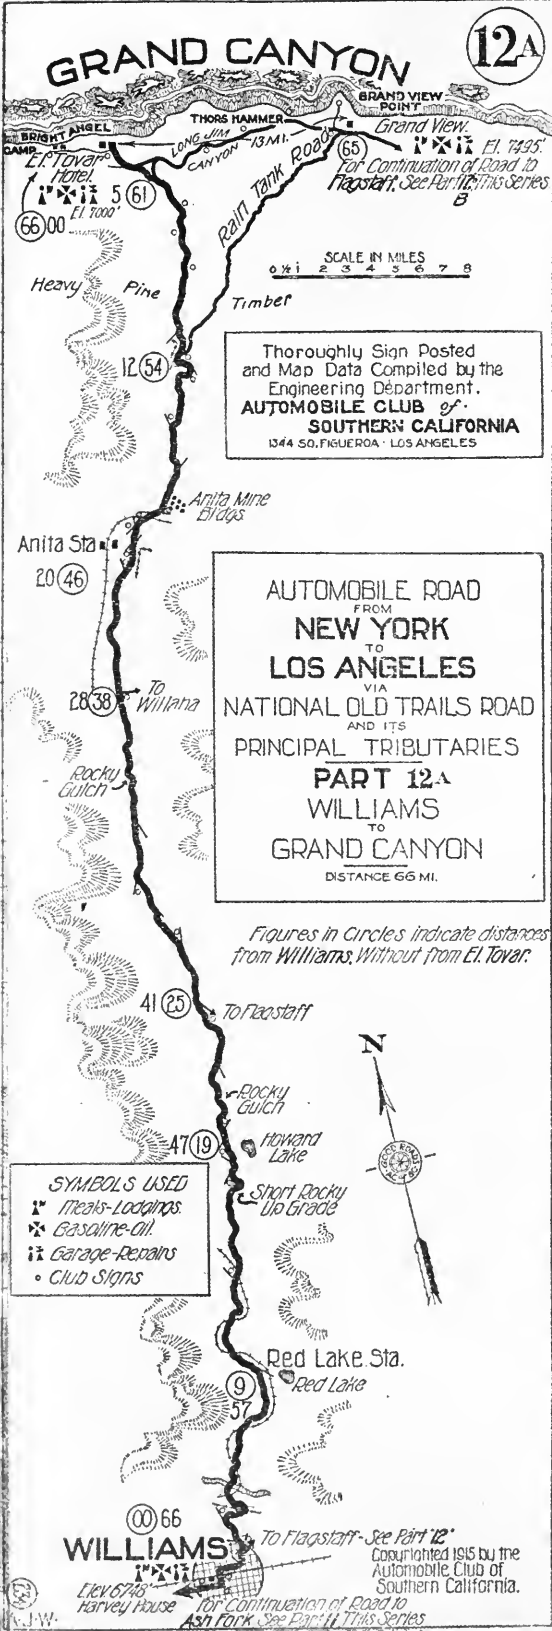 12A
GRAND CANYON
GRAND VIEW
POINT
THORS HAMMER
BRIGHT ANGEL
CAMP
LONG JIM
CANYON
13 MI.
Grand View.
El. 7495'.
El Tovar
Hotel.
5 61
El. 7000'
66 00
65
For Continuation of Road to
Flagstaff, See Part 12 This Series
B
Rain Tank Road
Heavy Pine Timber
SCALE IN MILES
0 ½ 1 2 3 4 5 6 7 8
12 54
Thoroughly Sign Posted
and Map Data Compiled by the
Engineering Department.
AUTOMOBILE CLUB of
SOUTHERN CALIFORNIA
1344 SO. FIGUEROA - LOS ANGELES
Anita Mine
Bldgs.
Anita Sta
20 46
AUTOMOBILE ROAD
FROM
NEW YORK
TO
LOS ANGELES
VIA
NATIONAL OLD TRAILS ROAD
AND ITS
PRINCIPAL TRIBUTARIES
PART 12A
WILLIAMS
TO
GRAND CANYON
DISTANCE 66 MI.
28 38
To
Willaha
Rocky
Gulch
Figures in Circles indicate distances
from Williams, Without from El. Tovar.
41 25
To Flagstaff
N
Rocky
Gulch
47 19
Howard
Lake
GOOD ROADS
Short Rocky
Up Grade
SYMBOLS USED
Meals-Lodgings.
Gasoline-Oil.
Garage-Repairs
Club Signs
Red Lake Sta.
Red Lake
9
57
00 66
WILLIAMS
To Flagstaff - See Part "12"
Copyrighted 1915 by the
Automobile Club of
Southern California.
Elev 6748'
Harvey House
For Continuation of Road to
Ash Fork See Part 11 This Series
J.W.